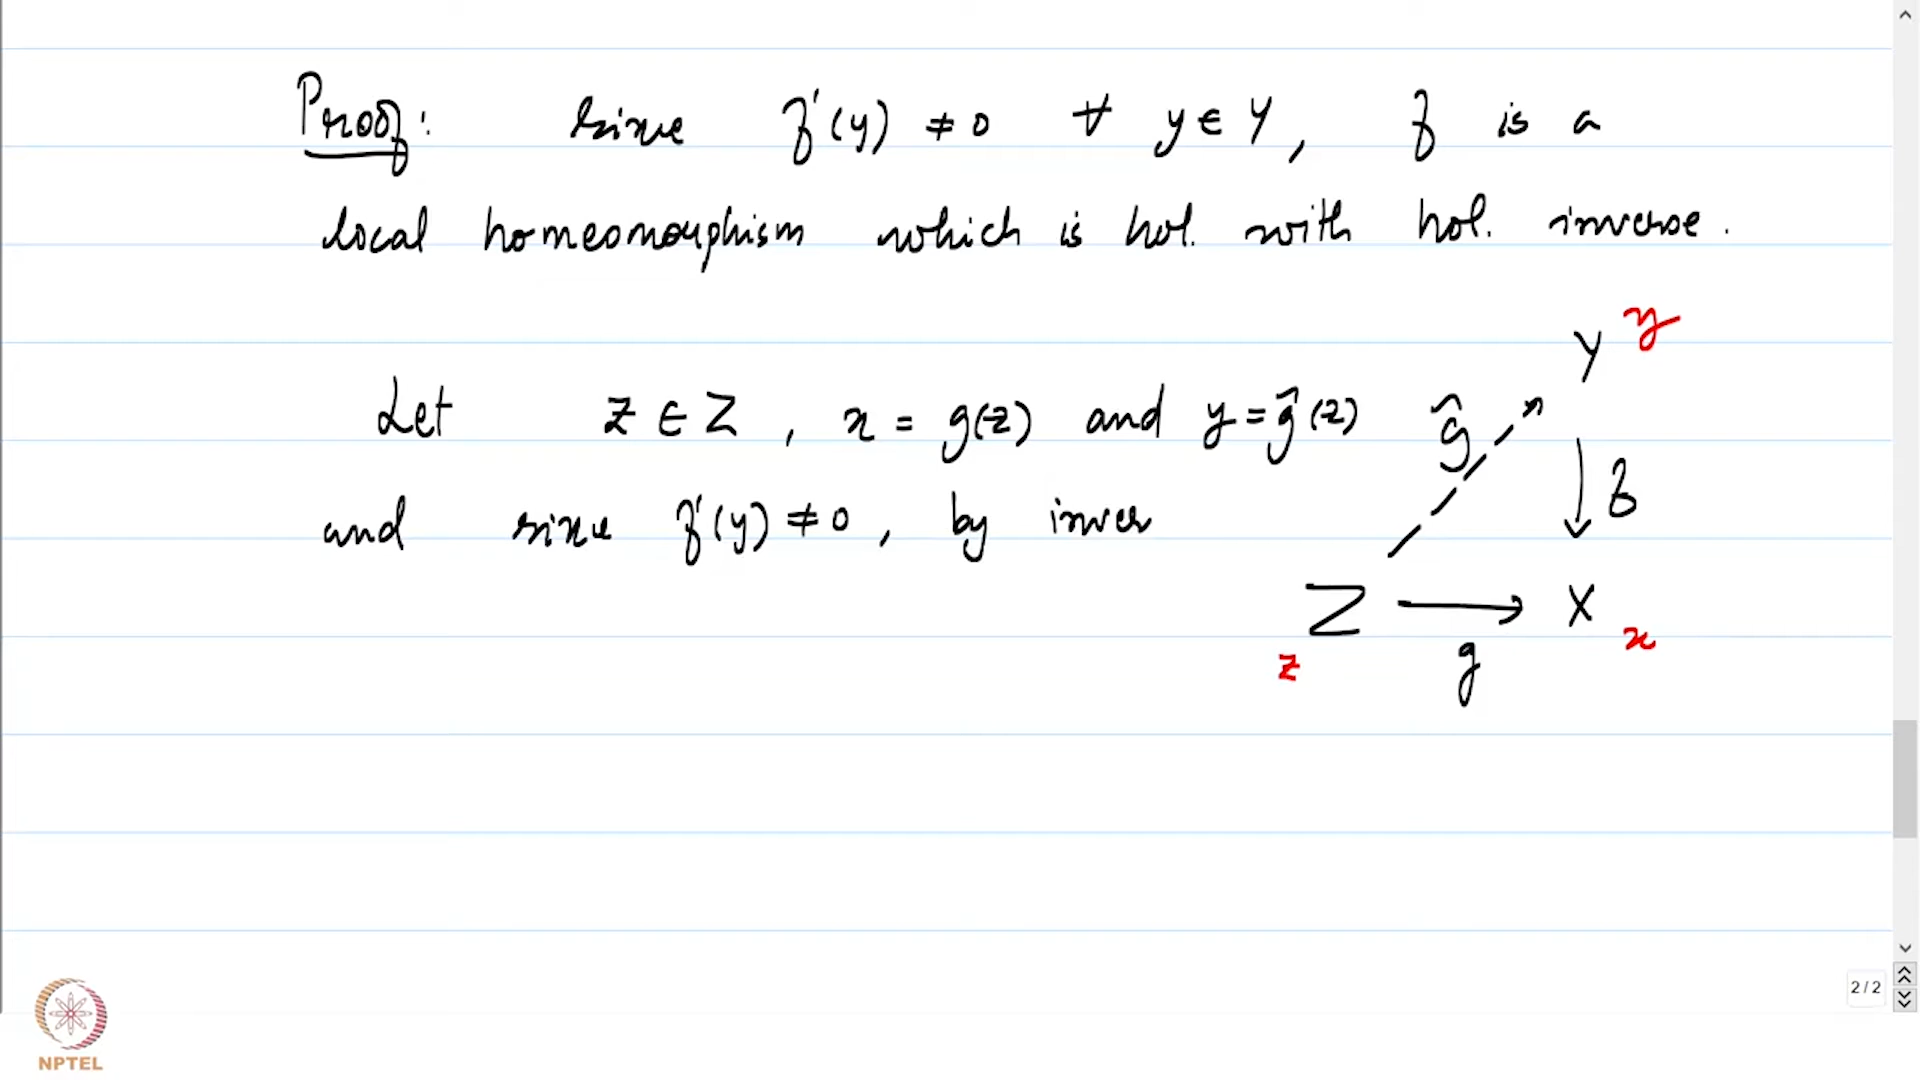 Proof: since f'(y) ≠ 0 ∀ y ∈ Y, f is a
local homeomorphism which is hol. with hol. inverse.
Y y
Let z ∈ Z, x = g(z) and y = ĝ(z) ĝ
f
and since f'(y) ≠ 0, by inver
Z X
z g x
2 / 2
NPTEL